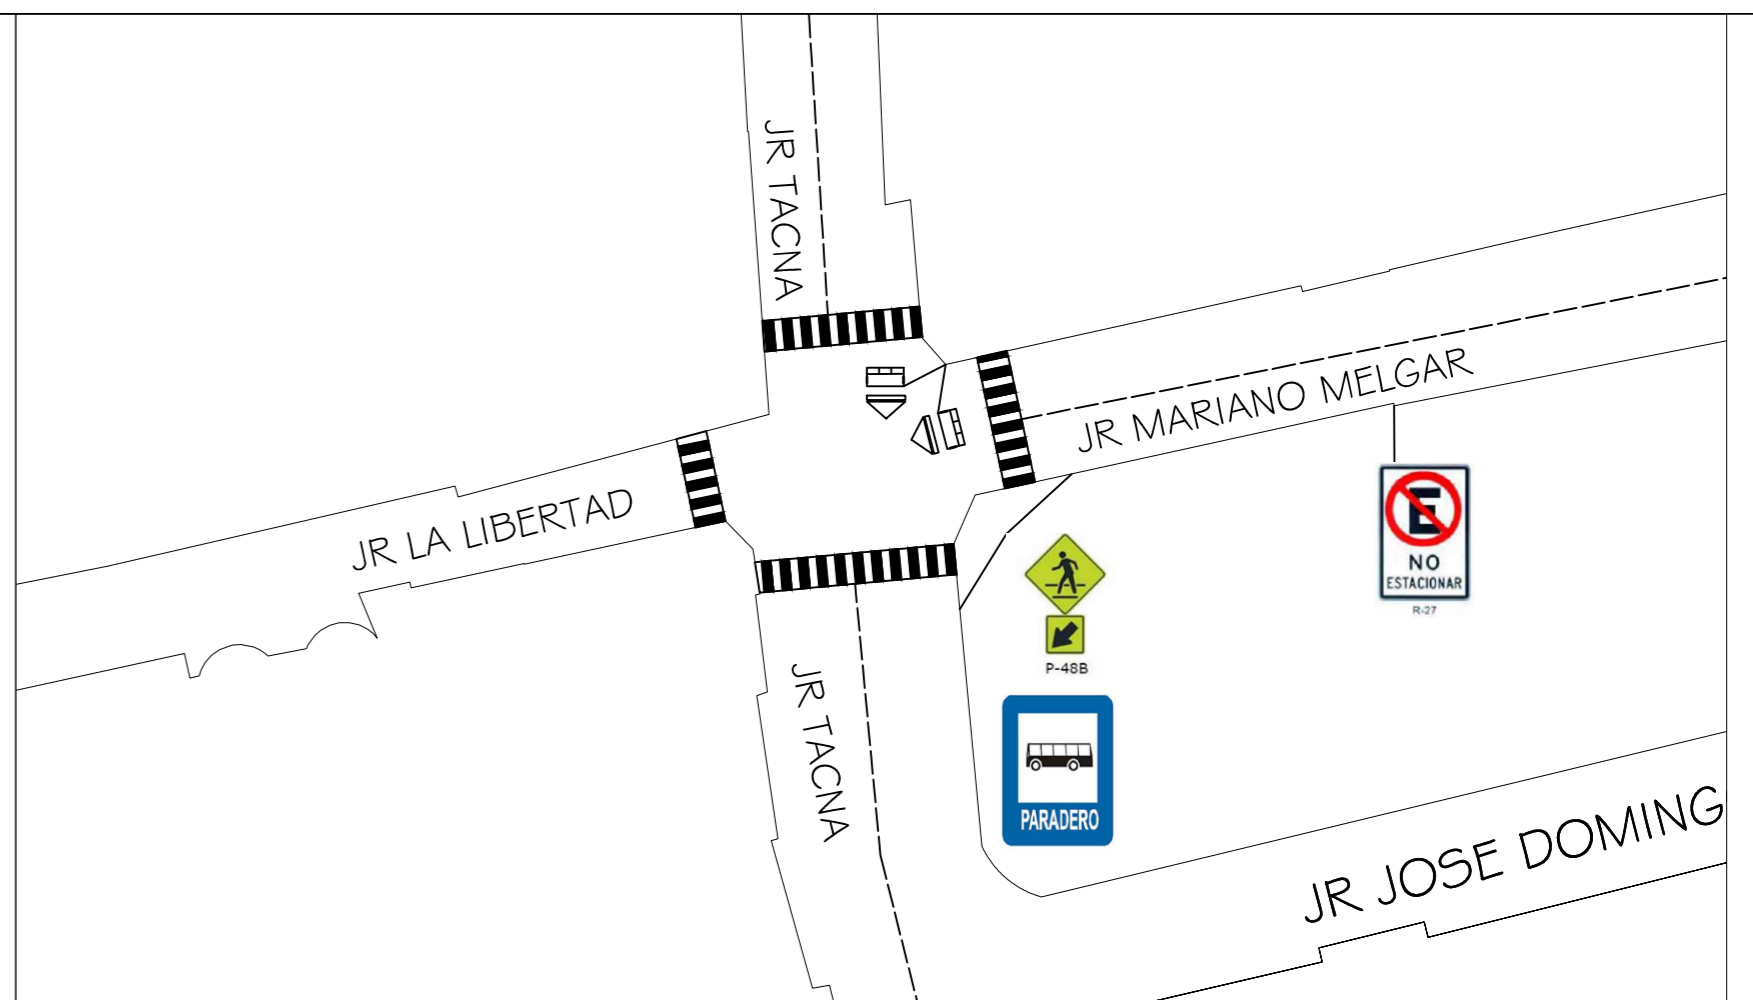 JR TACNA
JR MARIANO MELGAR
JR LA LIBERTAD
E
NO
ESTACIONAR
R-27
P-48B
JR TACNA
PARADERO
JR JOSE DOMING